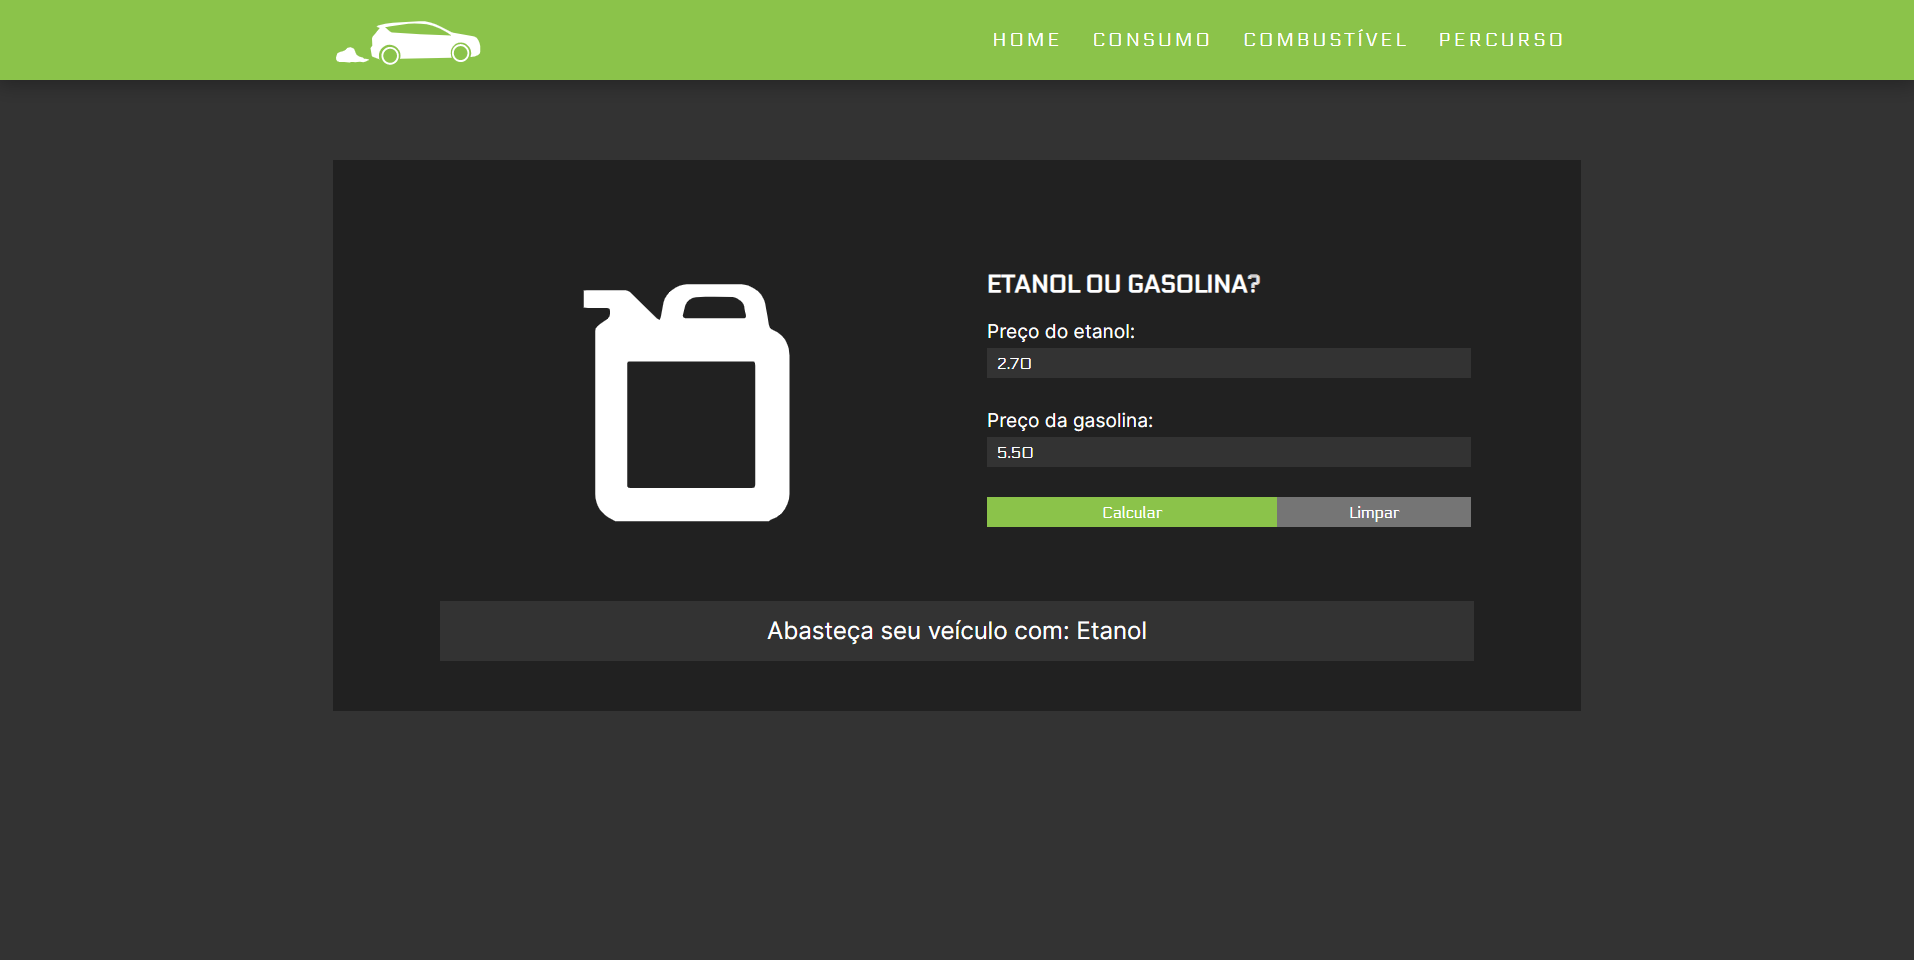 HOME CONSUMO COMBUSTÍVEL PERCURSO
ETANOL OU GASOLINA?
Preço do etanol:
2.70
Preço da gasolina:
5.50
Calcular Limpar
Abasteça seu veículo com: Etanol